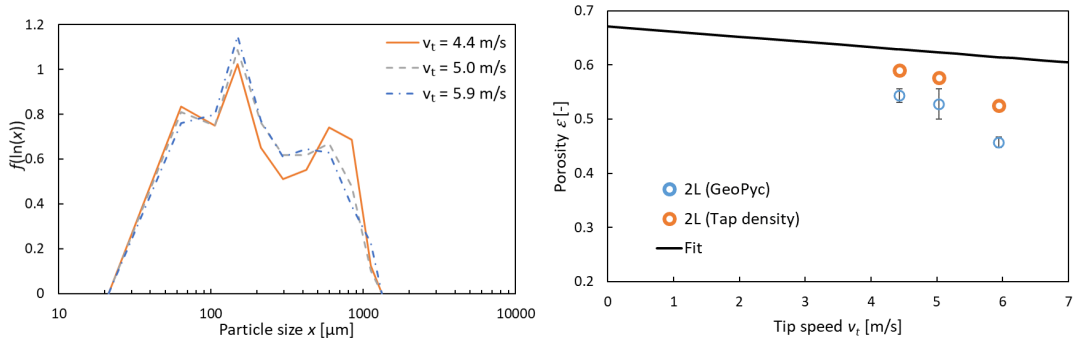 1.2
1
0.8
0.6
0.4
0.2
0
f(ln(x))
10
100
1000
10000
Particle size x [µm]
vt = 4.4 m/s
vt = 5.0 m/s
vt = 5.9 m/s
0.7
0.6
0.5
0.4
0.3
0.2
Porosity ε [-]
0
1
2
3
4
5
6
7
Tip speed vt [m/s]
2L (GeoPyc)
2L (Tap density)
Fit